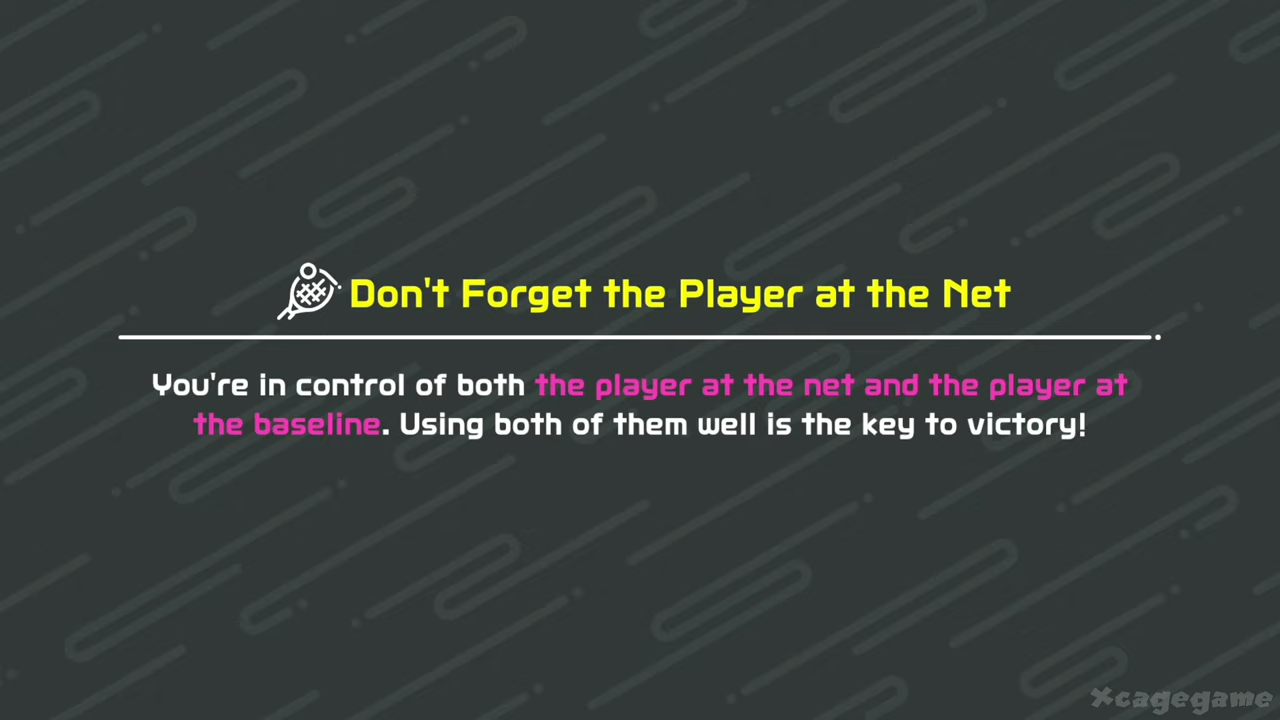 Don't Forget the Player at the Net
You're in control of both the player at the net and the player at
the baseline. Using both of them well is the key to victory!
Xcagegame